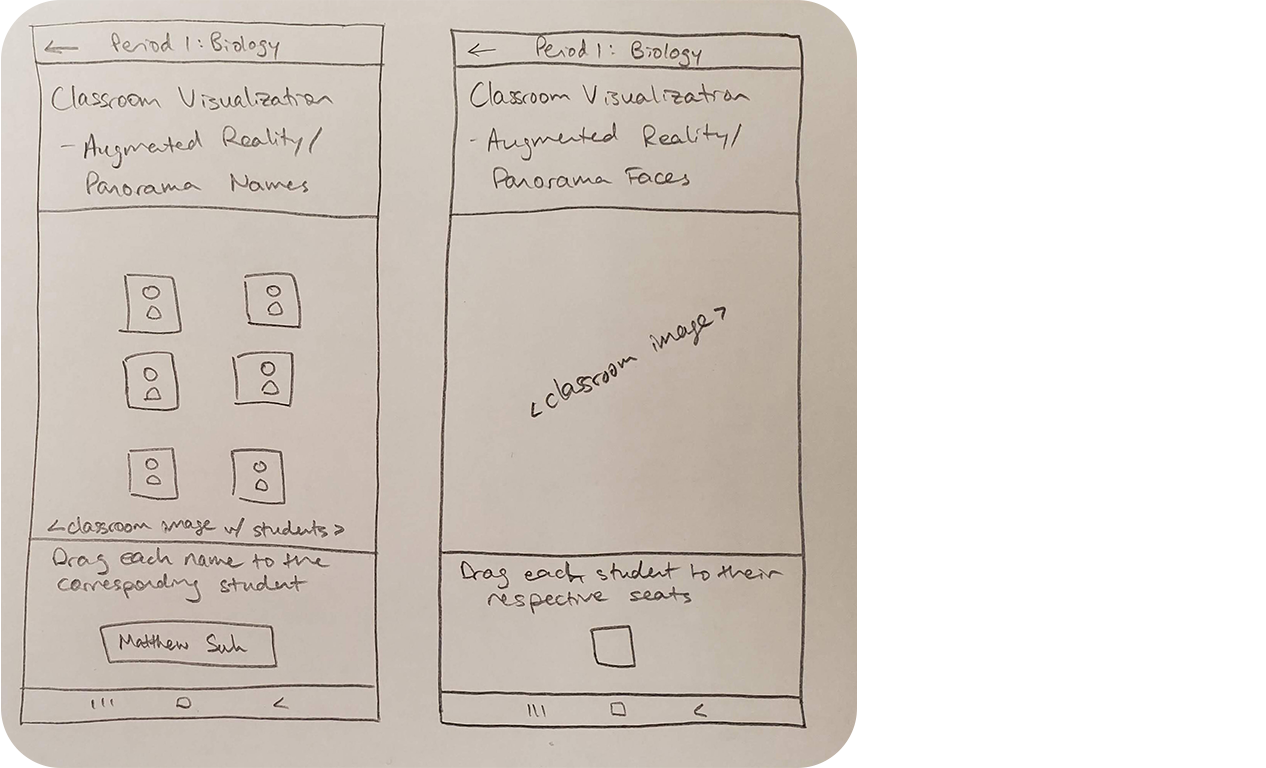 ← Period 1: Biology
Classroom Visualization
- Augmented Reality/
Panorama Names
<classroom image w/ students>
Drag each name to the
corresponding student
Matthew Suh
← Period 1: Biology
Classroom Visualization
- Augmented Reality/
Panorama Faces
<classroom image>
Drag each student to their
respective seats